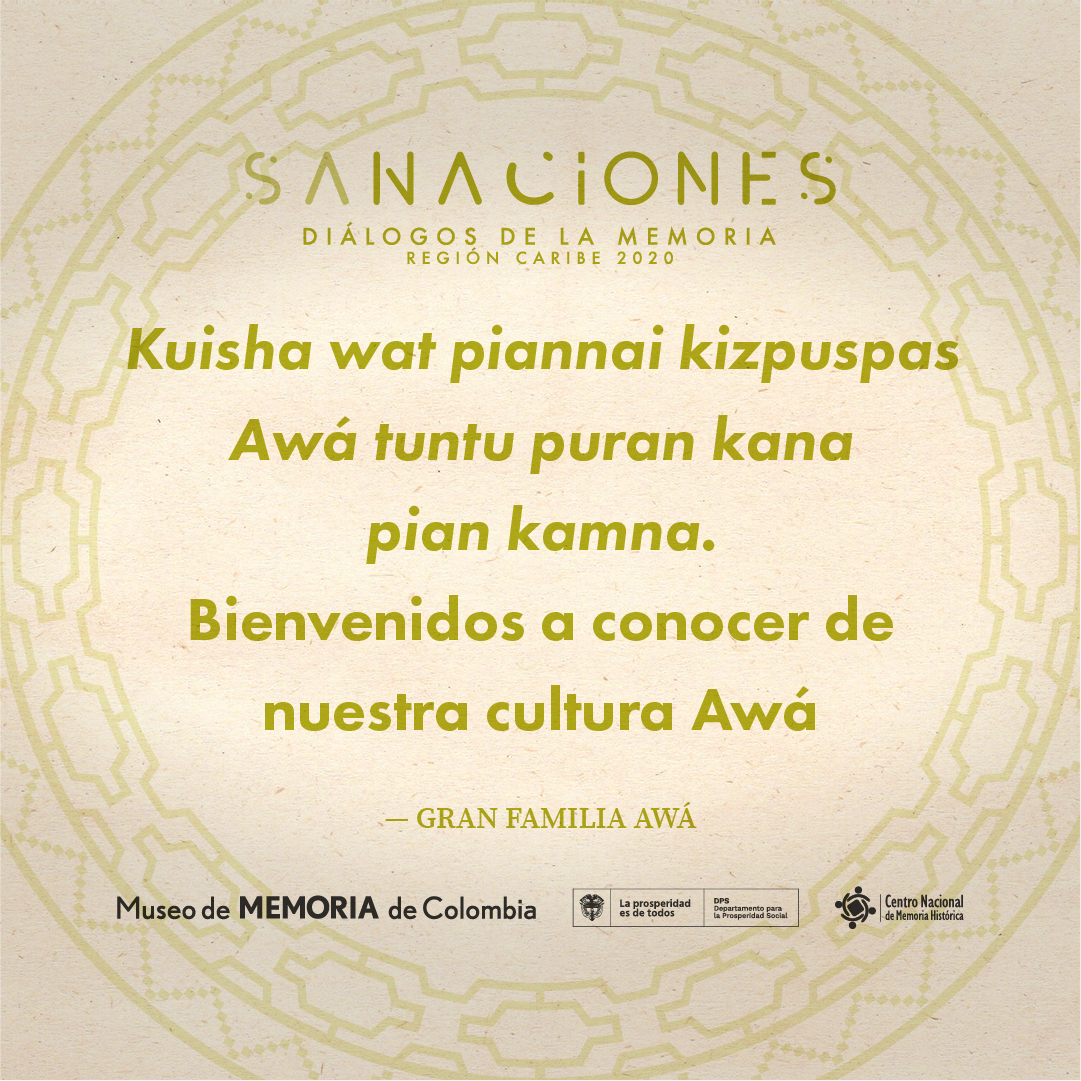 SANACiONES
DIÁLOGOS DE LA MEMORIA
REGIÓN CARIBE 2020
Kuisha wat piannai kizpuspas
Awá tuntu puran kana
pian kamna.
Bienvenidos a conocer de
nuestra cultura Awá
— GRAN FAMILIA AWÁ
Museo de MEMORIA de Colombia
La prosperidad
es de todos
DPS
Departamento para
la Prosperidad Social
Centro Nacional
de Memoria Histórica